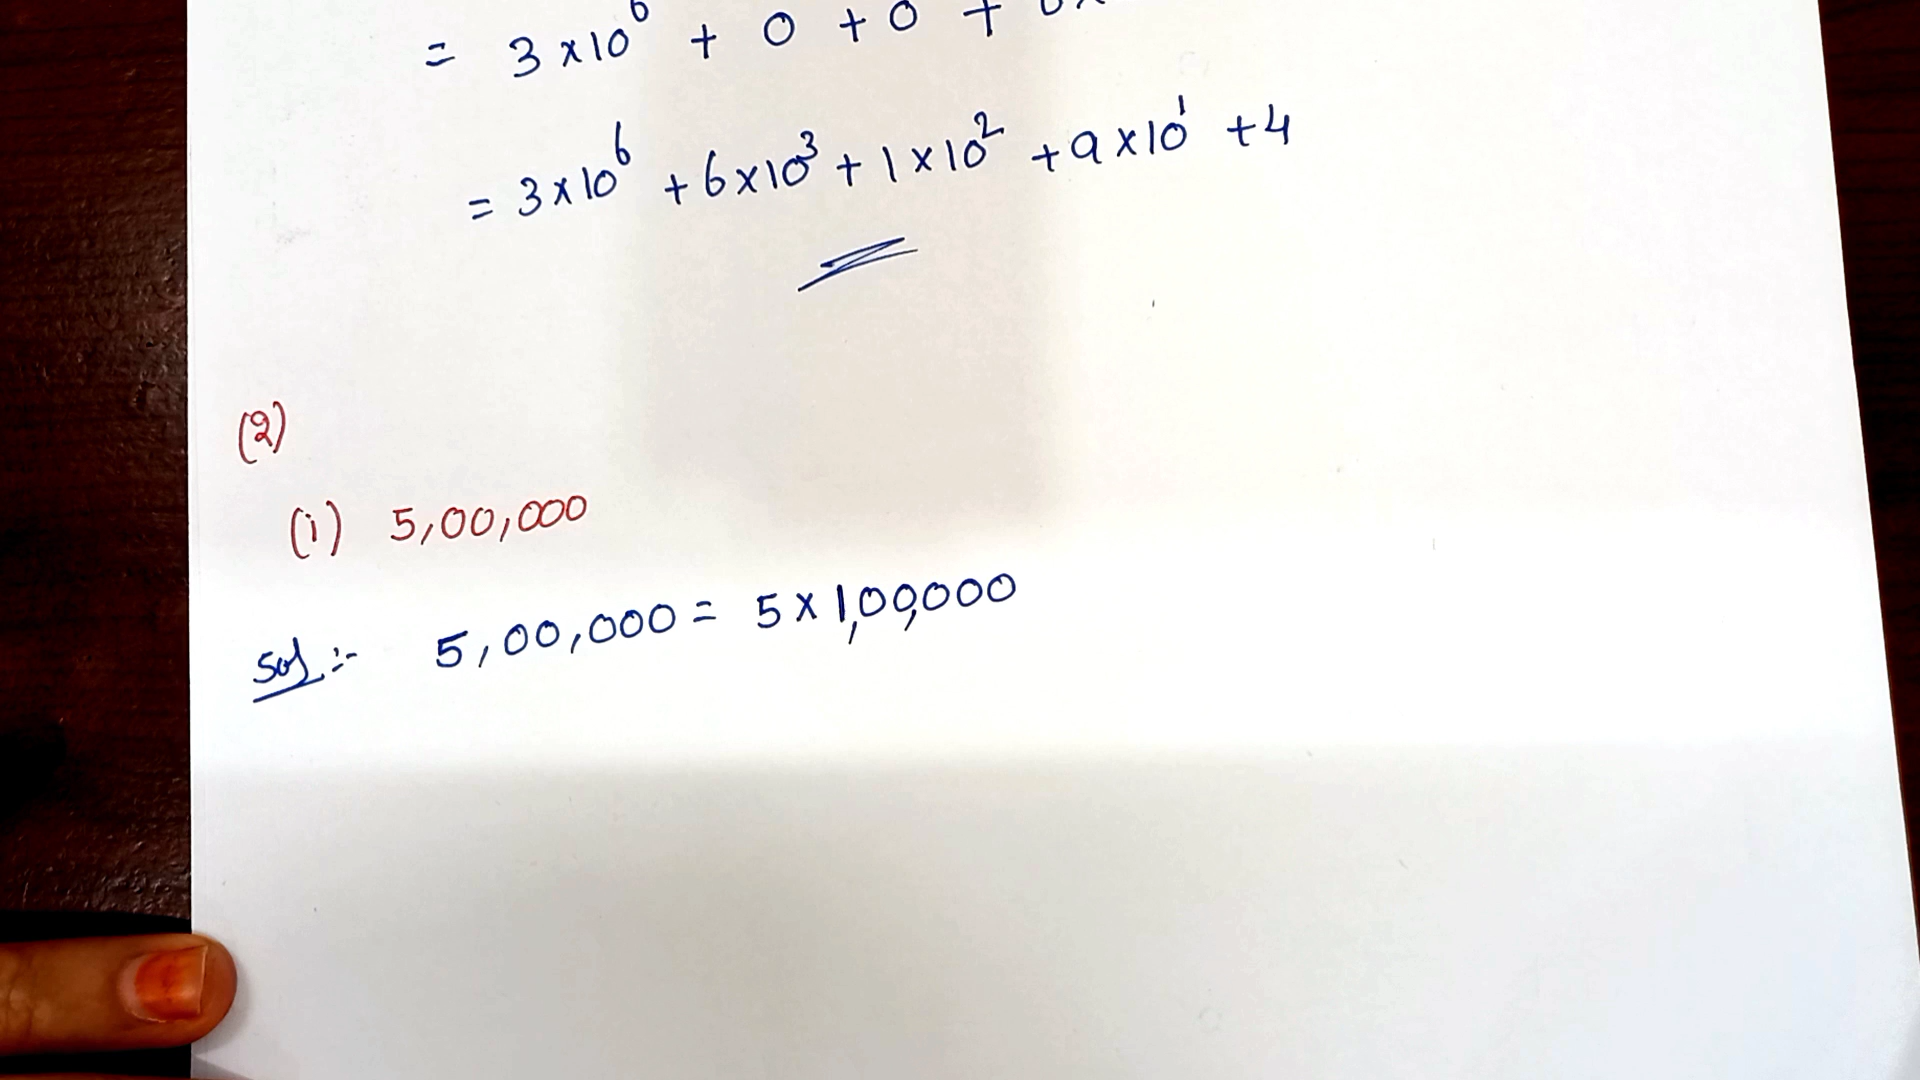 = 3×10⁶ + 0 + 0 +
= 3×10⁶ + 6×10³ + 1×10² + 9×10¹ + 4
(2)
(i) 5,00,000
Sol :- 5,00,000 = 5 × 1,00,000